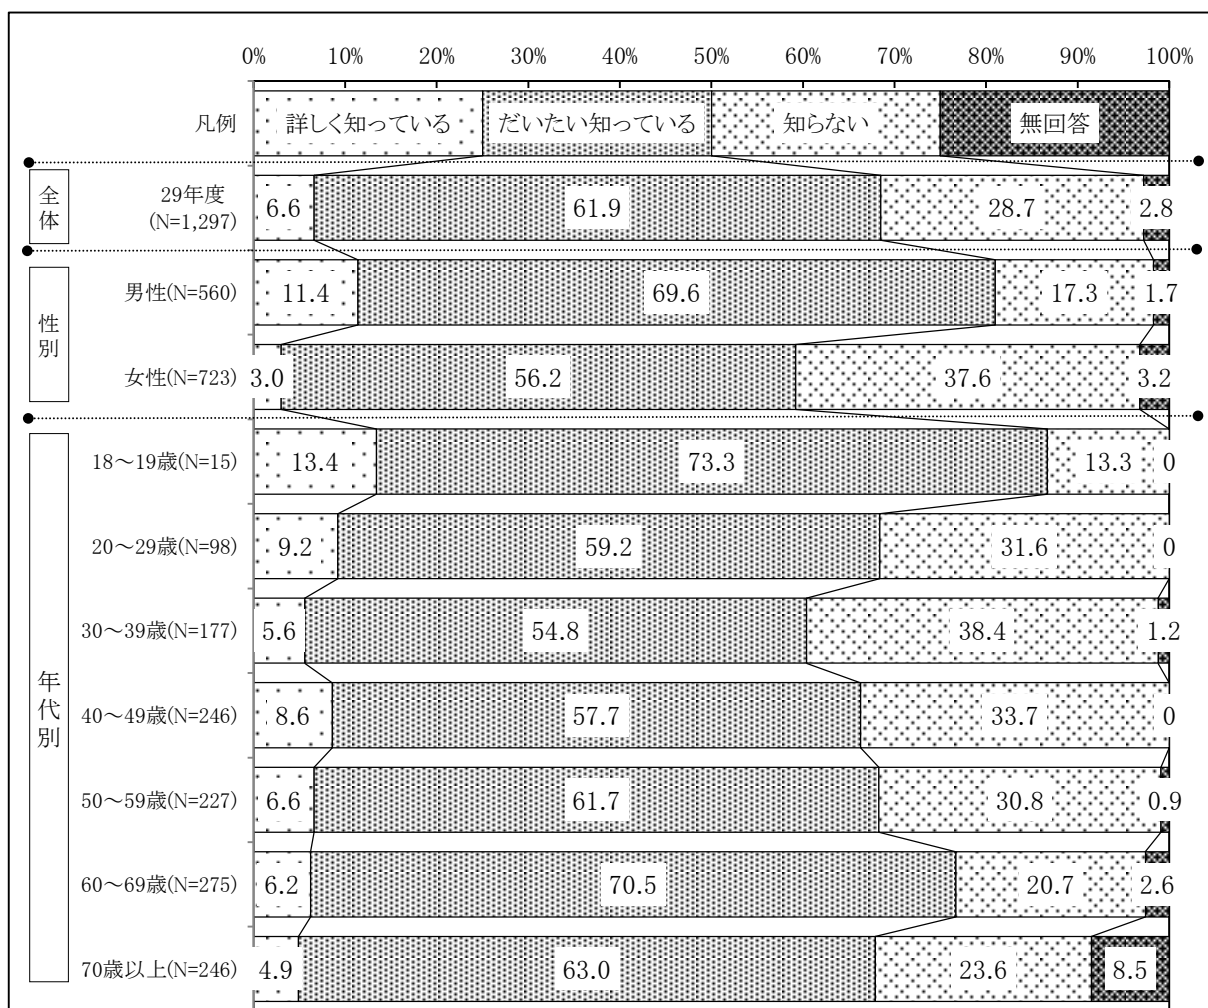 0% 10% 20% 30% 40% 50% 60% 70% 80% 90% 100%
凡例 詳しく知っている だいたい知っている 知らない 無回答
全体
29年度
(N=1,297) 6.6 61.9 28.7 2.8
性別
男性(N=560) 11.4 69.6 17.3 1.7
女性(N=723) 3.0 56.2 37.6 3.2
年代別
18～19歳(N=15) 13.4 73.3 13.3 0
20～29歳(N=98) 9.2 59.2 31.6 0
30～39歳(N=177) 5.6 54.8 38.4 1.2
40～49歳(N=246) 8.6 57.7 33.7 0
50～59歳(N=227) 6.6 61.7 30.8 0.9
60～69歳(N=275) 6.2 70.5 20.7 2.6
70歳以上(N=246) 4.9 63.0 23.6 8.5